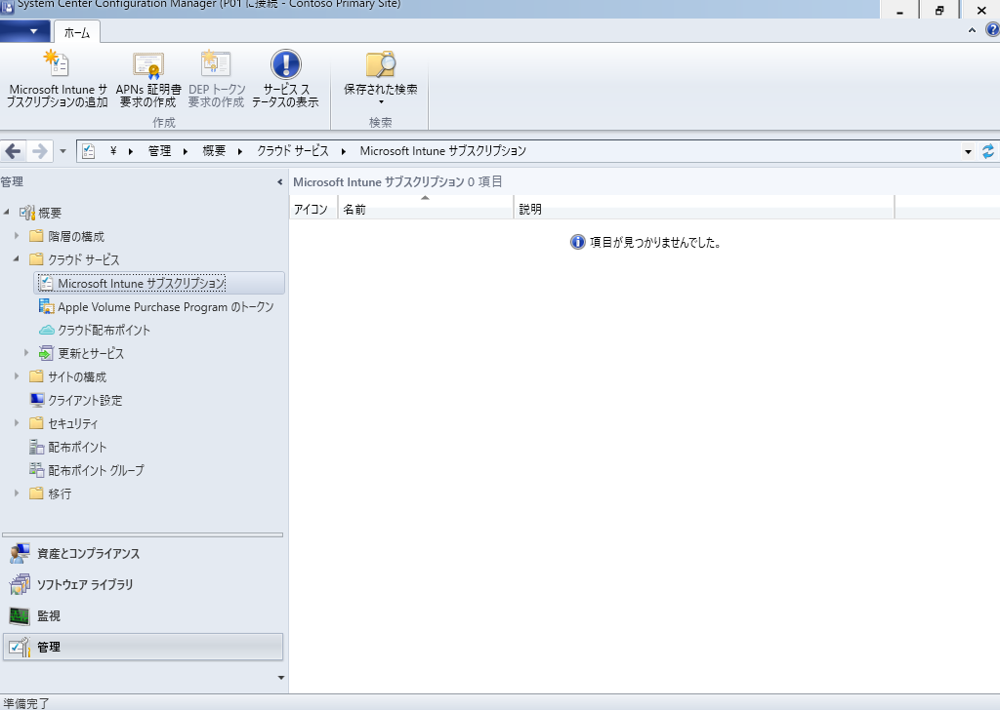 System Center Configuration Manager (P01 に接続 - Contoso Primary Site)
ホーム
Microsoft Intune サ
ブスクリプションの追加
APNs 証明書
要求の作成
DEP トークン
要求の作成
サービス ス
テータスの表示
保存された検索
作成
検索
¥ 管理 概要 クラウド サービス Microsoft Intune サブスクリプション
管理
概要
階層の構成
クラウド サービス
Microsoft Intune サブスクリプション
Apple Volume Purchase Program のトークン
クラウド配布ポイント
更新とサービス
サイトの構成
クライアント設定
セキュリティ
配布ポイント
配布ポイント グループ
移行
資産とコンプライアンス
ソフトウェア ライブラリ
監視
管理
Microsoft Intune サブスクリプション 0 項目
アイコン 名前 説明
項目が見つかりませんでした。
準備完了